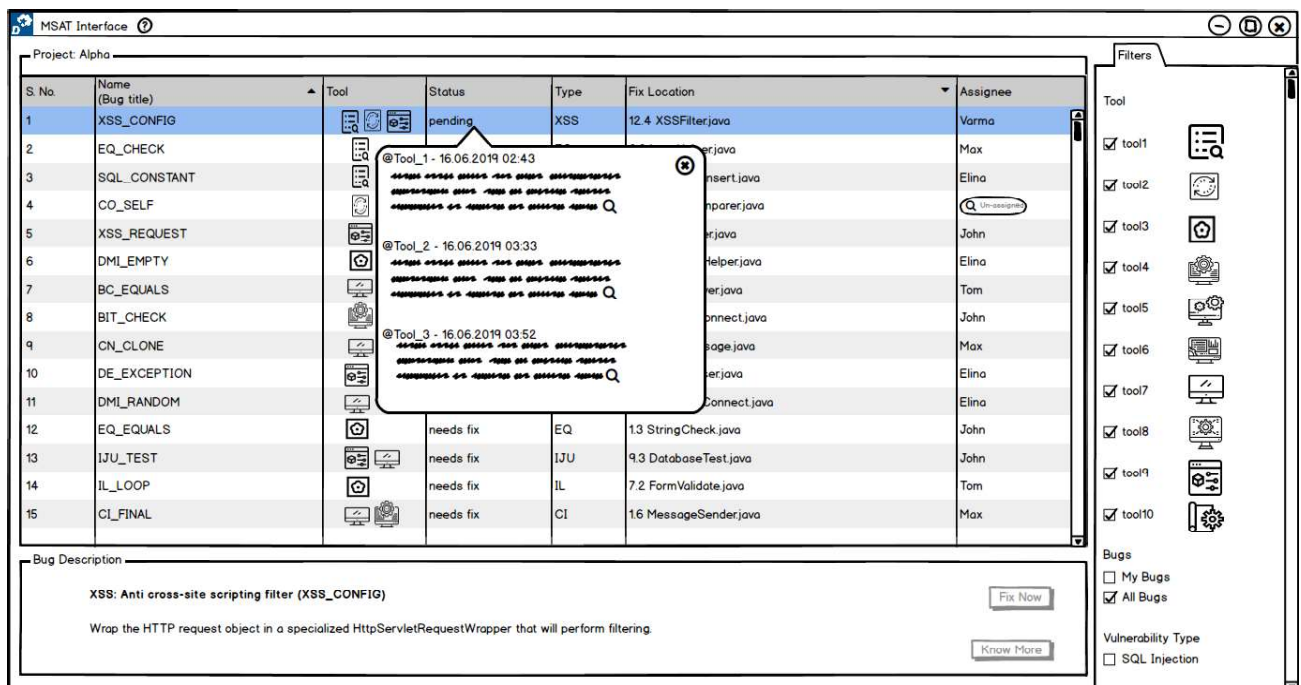 MSAT Interface ?
Project: Alpha
Filters
S. No. Name (Bug title) Tool Status Type Fix Location Assignee
1 XSS_CONFIG pending XSS 12.4 XSSFilter.java Varma
2 EQ_CHECK er.java Max
3 SQL_CONSTANT nsert.java Elina
4 CO_SELF nparer.java Un-assigned
5 XSS_REQUEST er.java John
6 DMI_EMPTY Helper.java Elina
7 BC_EQUALS ver.java Tom
8 BIT_CHECK onnect.java John
9 CN_CLONE sage.java Max
10 DE_EXCEPTION ser.java Elina
11 DMI_RANDOM Connect.java Elina
12 EQ_EQUALS needs fix EQ 1.3 StringCheck.java John
13 IJU_TEST needs fix IJU 9.3 DatabaseTest.java John
14 IL_LOOP needs fix IL 7.2 FormValidate.java Tom
15 CI_FINAL needs fix CI 1.6 MessageSender.java Max
@Tool_1 - 16.06.2019 02:43
@Tool_2 - 16.06.2019 03:33
@Tool_3 - 16.06.2019 03:52
Bug Description
XSS: Anti cross-site scripting filter (XSS_CONFIG)
Wrap the HTTP request object in a specialized HttpServletRequestWrapper that will perform filtering.
Fix Now
Know More
Tool
tool1
tool2
tool3
tool4
tool5
tool6
tool7
tool8
tool9
tool10
Bugs
My Bugs
All Bugs
Vulnerability Type
SQL Injection